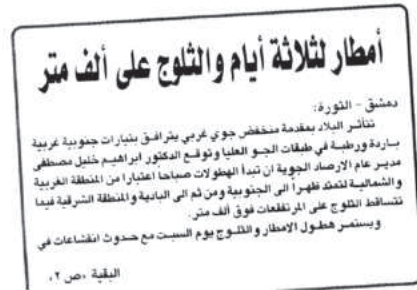 أمطار لثلاثة أيام والثلوج على ألف متر
دمشق - الثورة:
تتأثر البلاد بمقدمة منخفض جوي غربي يترافق بتيارات جنوبية غربية
باردة ورطبة في طبقات الجو العليا وتوقع الدكتور ابراهيم خليل مصطفى
مدير عام الارصاد الجوية ان تبدأ الهطولات صباحا اعتبارا من المنطقة الغربية
والشمالية لتمتد ظهرا الى الجنوبية ومن ثم الى البادية والمنطقة الشرقية فيما
تتساقط الثلوج على المرتفعات فوق ألف متر.
ويستمر هطول الامطار والثلوج يوم السبت مع حدوث انقشاعات في
البقية «ص ٢»